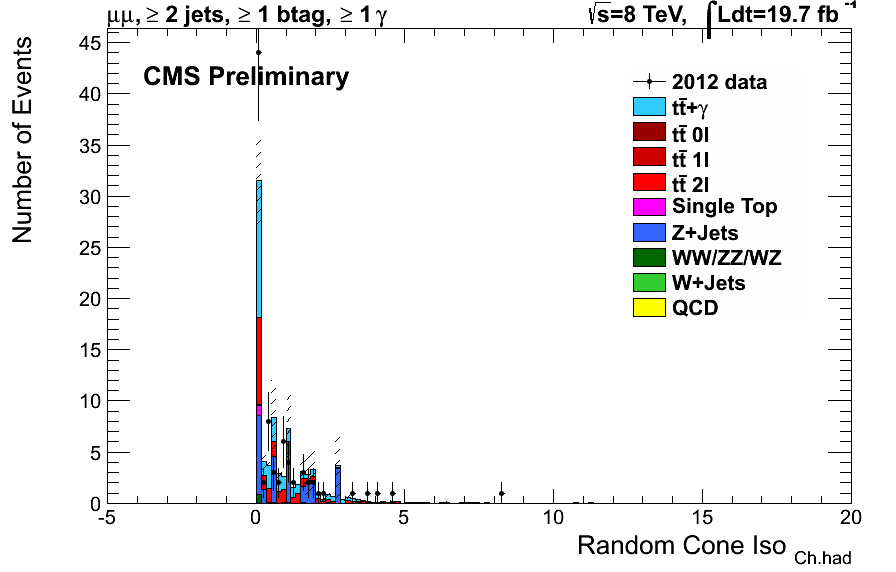 μμ, ≥ 2 jets, ≥ 1 btag, ≥ 1 γ
√s=8 TeV, ∫Ldt=19.7 fb⁻¹
CMS Preliminary
Number of Events
45
40
35
30
25
20
15
10
5
0
2012 data
tt̄+γ
tt̄ 0l
tt̄ 1l
tt̄ 2l
Single Top
Z+Jets
WW/ZZ/WZ
W+Jets
QCD
-5 0 5 10 15 20
Random Cone Iso Ch.had